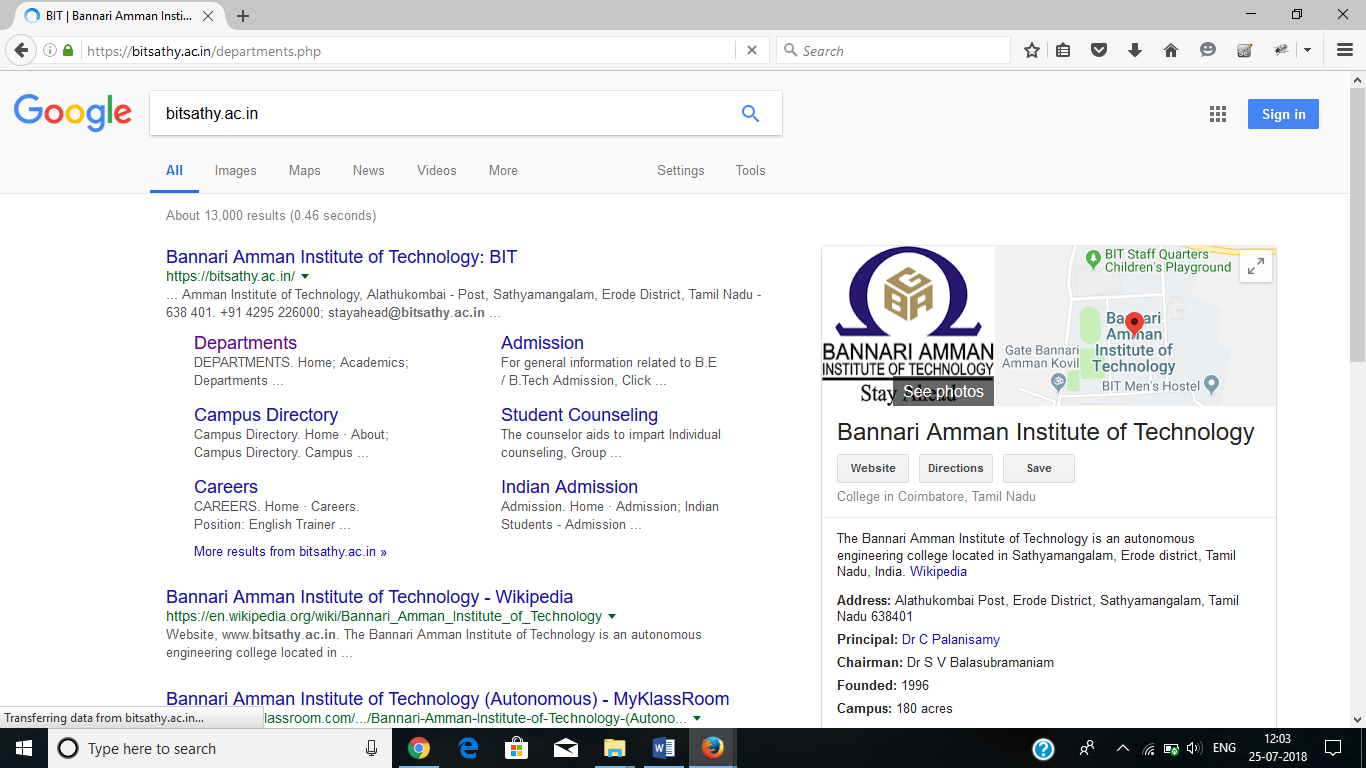 BIT | Bannari Amman Insti...
https://bitsathy.ac.in/departments.php
Search
Google
bitsathy.ac.in
Sign in
All Images Maps News Videos More Settings Tools
About 13,000 results (0.46 seconds)
Bannari Amman Institute of Technology: BIT
https://bitsathy.ac.in/
... Amman Institute of Technology, Alathukombai - Post, Sathyamangalam, Erode District, Tamil Nadu -
638 401. +91 4295 226000; stayahead@bitsathy.ac.in ...
Departments
DEPARTMENTS. Home; Academics;
Departments ...
Admission
For general information related to B.E
/ B.Tech Admission, Click ...
Campus Directory
Campus Directory. Home · About;
Campus Directory. Campus ...
Student Counseling
The counselor aids to impart Individual
counseling, Group ...
Careers
CAREERS. Home · Careers.
Position: English Trainer ...
Indian Admission
Admission. Home · Admission; Indian
Students - Admission ...
More results from bitsathy.ac.in »
Bannari Amman Institute of Technology - Wikipedia
https://en.wikipedia.org/wiki/Bannari_Amman_Institute_of_Technology
Website, www.bitsathy.ac.in. The Bannari Amman Institute of Technology is an autonomous
engineering college located in ...
Bannari Amman Institute of Technology (Autonomous) - MyKlassRoom
lassroom.com/.../Bannari-Amman-Institute-of-Technology-(Autono...
BANNARI AMMAN
INSTITUTE OF TECHNOLOGY
Stay Ahead
See photos
BIT Staff Quarters
Children's Playground
Bannari
Amman
Institute of
Technology
Gate Bannari
Amman Kovil
BIT Men's Hostel
Bannari Amman Institute of Technology
Website Directions Save
College in Coimbatore, Tamil Nadu
The Bannari Amman Institute of Technology is an autonomous
engineering college located in Sathyamangalam, Erode district, Tamil
Nadu, India. Wikipedia
Address: Alathukombai Post, Erode District, Sathyamangalam, Tamil
Nadu 638401
Principal: Dr C Palanisamy
Chairman: Dr S V Balasubramaniam
Founded: 1996
Campus: 180 acres
Transferring data from bitsathy.ac.in...
Type here to search
ENG
12:03
25-07-2018